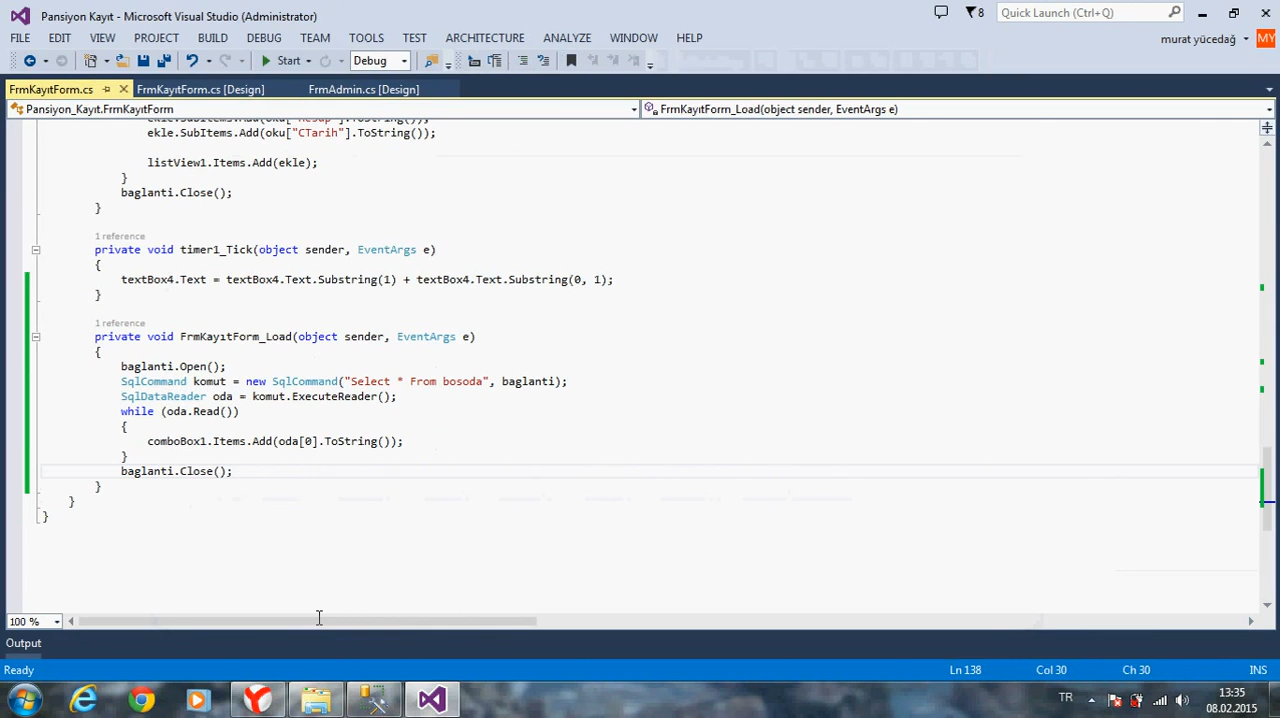 Pansiyon Kayıt - Microsoft Visual Studio (Administrator)
8
Quick Launch (Ctrl+Q)
FILE EDIT VIEW PROJECT BUILD DEBUG TEAM TOOLS TEST ARCHITECTURE ANALYZE WINDOW HELP
murat yücedağ MY
Start Debug
FrmKayıtForm.cs FrmKayıtForm.cs [Design] FrmAdmin.cs [Design]
Pansiyon_Kayıt.FrmKayıtForm FrmKayıtForm_Load(object sender, EventArgs e)
ekle.SubItems.Add(oku["Hesap"].ToString());
ekle.SubItems.Add(oku["CTarih"].ToString());
listView1.Items.Add(ekle);
}
baglanti.Close();
}
1 reference
private void timer1_Tick(object sender, EventArgs e)
{
textBox4.Text = textBox4.Text.Substring(1) + textBox4.Text.Substring(0, 1);
}
1 reference
private void FrmKayıtForm_Load(object sender, EventArgs e)
{
baglanti.Open();
SqlCommand komut = new SqlCommand("Select * From bosoda", baglanti);
SqlDataReader oda = komut.ExecuteReader();
while (oda.Read())
{
comboBox1.Items.Add(oda[0].ToString());
}
baglanti.Close();
}
}
}
100 %
Output
Ready Ln 138 Col 30 Ch 30 INS
TR 13:35
08.02.2015